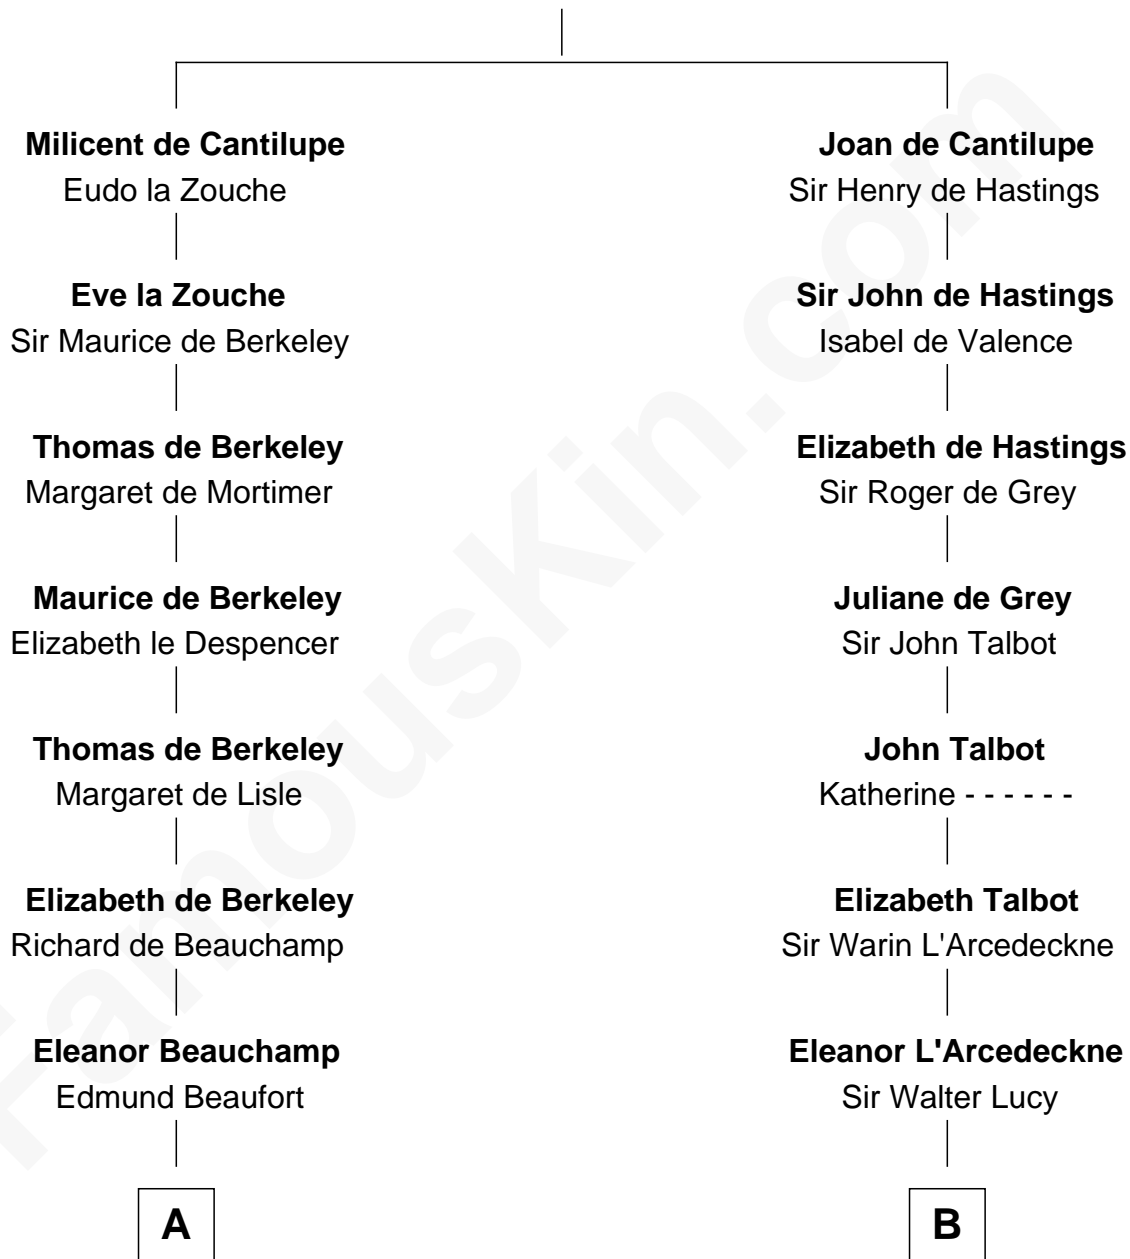 Milicent de Cantilupe
Eudo la Zouche
Eve la Zouche
Sir Maurice de Berkeley
Thomas de Berkeley
Margaret de Mortimer
Maurice de Berkeley
Elizabeth le Despencer
Thomas de Berkeley
Margaret de Lisle
Elizabeth de Berkeley
Richard de Beauchamp
Eleanor Beauchamp
Edmund Beaufort
A
Joan de Cantilupe
Sir Henry de Hastings
Sir John de Hastings
Isabel de Valence
Elizabeth de Hastings
Sir Roger de Grey
Juliane de Grey
Sir John Talbot
John Talbot
Katherine - - - - - -
Elizabeth Talbot
Sir Warin L'Arcedeckne
Eleanor L'Arcedeckne
Sir Walter Lucy
B
FamousKin.com